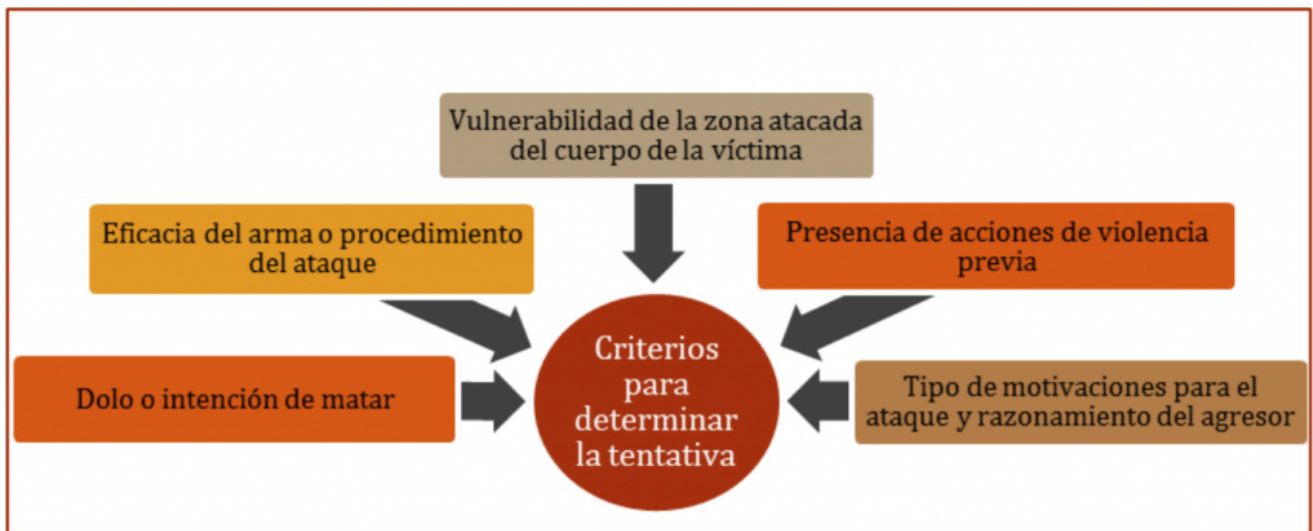 Vulnerabilidad de la zona atacada
del cuerpo de la víctima
Eficacia del arma o procedimiento
del ataque
Presencia de acciones de violencia
previa
Dolo o intención de matar
Criterios
para
determinar
la tentativa
Tipo de motivaciones para el
ataque y razonamiento del agresor